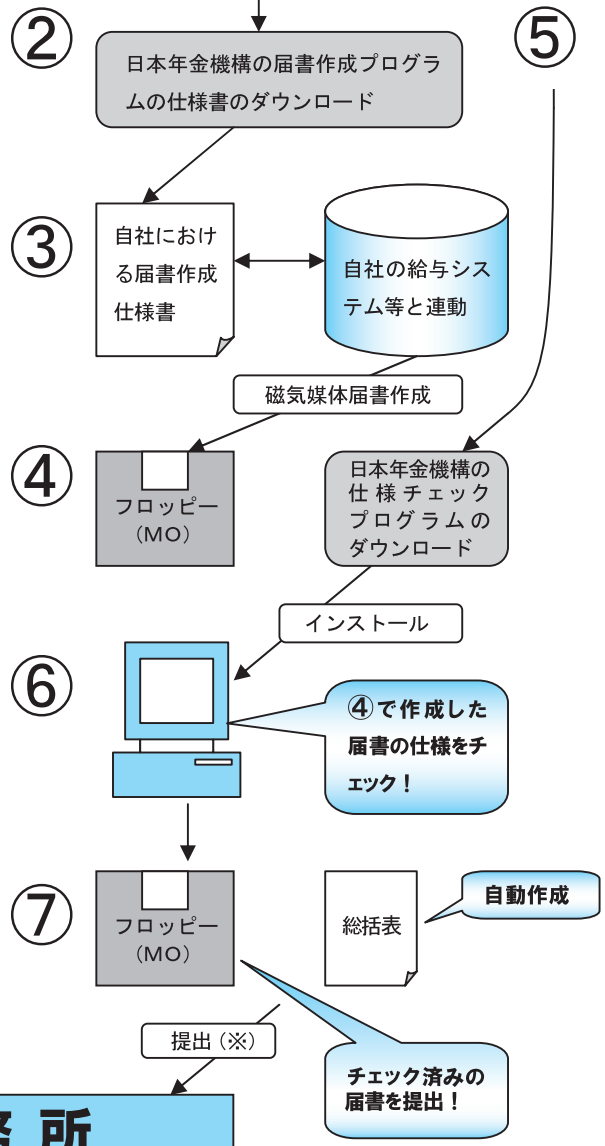 ②
⑤
日本年金機構の届書作成プログラ
ムの仕様書のダウンロード
③
自社におけ
る届書作成
仕様書
自社の給与シス
テム等と連動
磁気媒体届書作成
④
フロッピー
(MO)
日本年金機構の
仕様チェック
プログラムの
ダウンロード
インストール
⑥
④で作成した
届書の仕様をチ
ェック！
⑦
フロッピー
(MO)
総括表
自動作成
提出(※)
チェック済みの
届書を提出！
務所